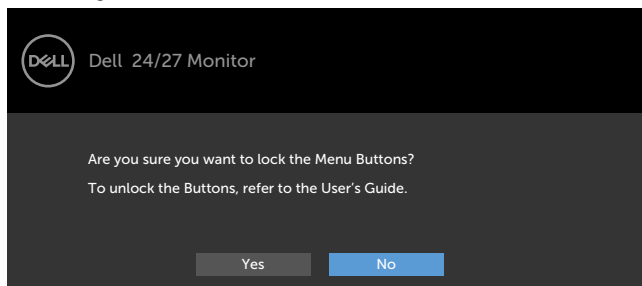 DELL
Dell 24/27 Monitor
Are you sure you want to lock the Menu Buttons?
To unlock the Buttons, refer to the User's Guide.
Yes
No